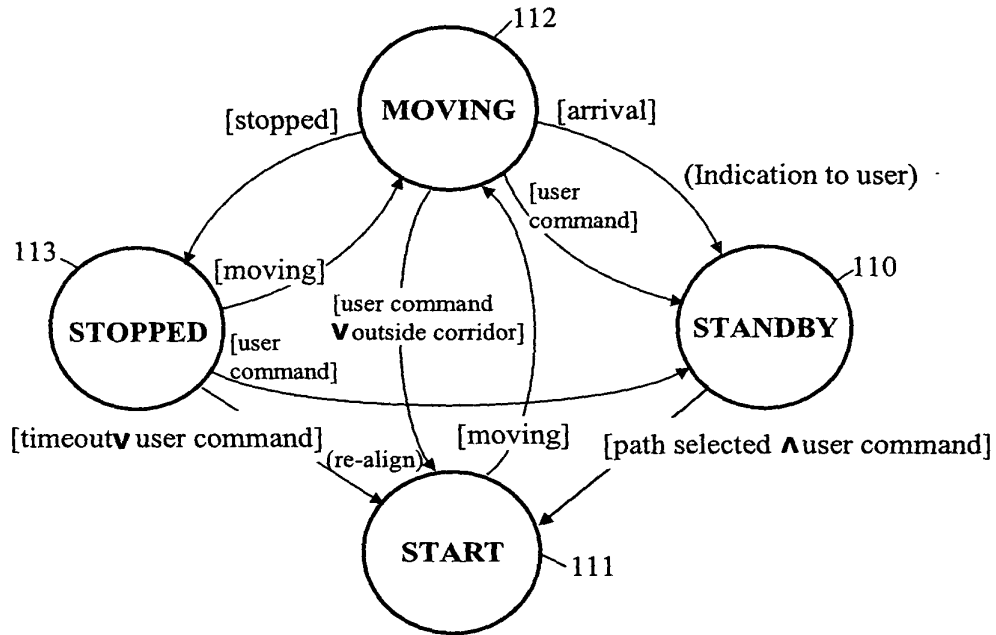 112
MOVING
[stopped]
[arrival]
(Indication to user)
[user
command]
113
[moving]
110
STOPPED
[user command
V outside corridor]
STANDBY
[user
command]
[timeout V user command]
(re-align)
[moving]
[path selected Λ user command]
START
111